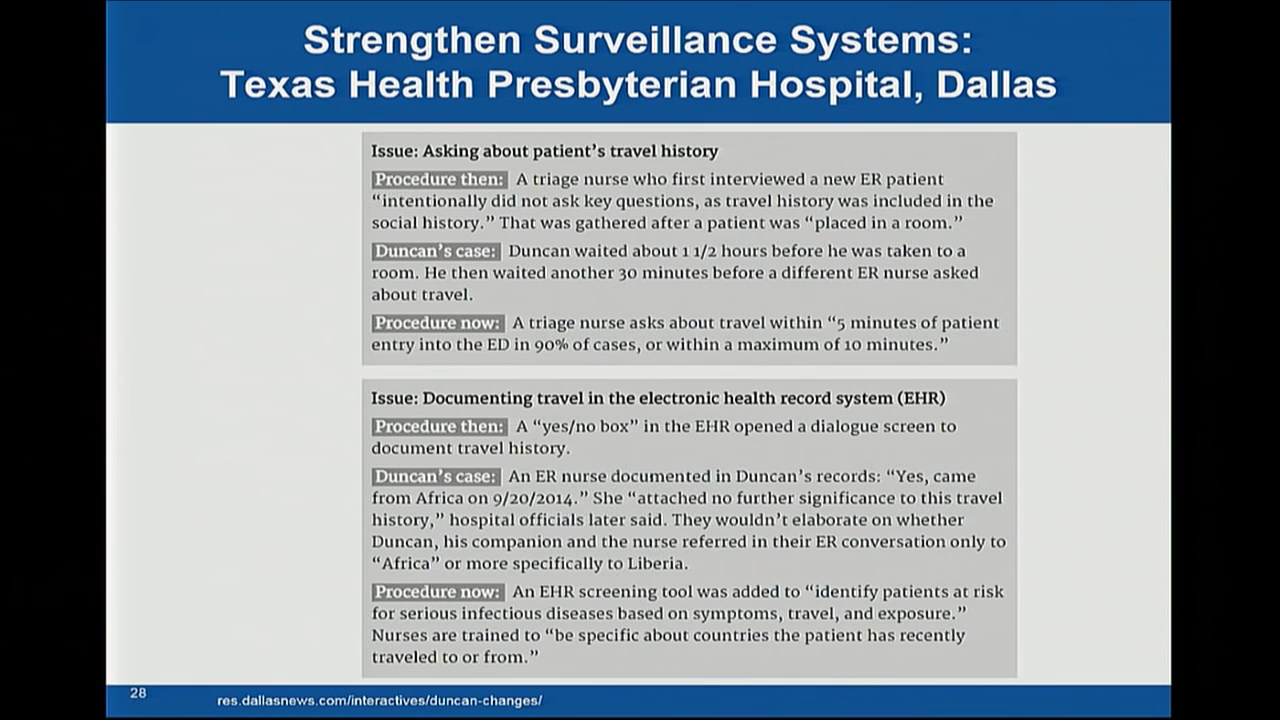 Strengthen Surveillance Systems:
Texas Health Presbyterian Hospital, Dallas
Issue: Asking about patient’s travel history
Procedure then: A triage nurse who first interviewed a new ER patient
“intentionally did not ask key questions, as travel history was included in the
social history.” That was gathered after a patient was “placed in a room.”
Duncan’s case: Duncan waited about 1 1/2 hours before he was taken to a
room. He then waited another 30 minutes before a different ER nurse asked
about travel.
Procedure now: A triage nurse asks about travel within “5 minutes of patient
entry into the ED in 90% of cases, or within a maximum of 10 minutes.”
Issue: Documenting travel in the electronic health record system (EHR)
Procedure then: A “yes/no box” in the EHR opened a dialogue screen to
document travel history.
Duncan’s case: An ER nurse documented in Duncan’s records: “Yes, came
from Africa on 9/20/2014.” She “attached no further significance to this travel
history,” hospital officials later said. They wouldn’t elaborate on whether
Duncan, his companion and the nurse referred in their ER conversation only to
“Africa” or more specifically to Liberia.
Procedure now: An EHR screening tool was added to “identify patients at risk
for serious infectious diseases based on symptoms, travel, and exposure.”
Nurses are trained to “be specific about countries the patient has recently
traveled to or from.”
28
res.dallasnews.com/interactives/duncan-changes/